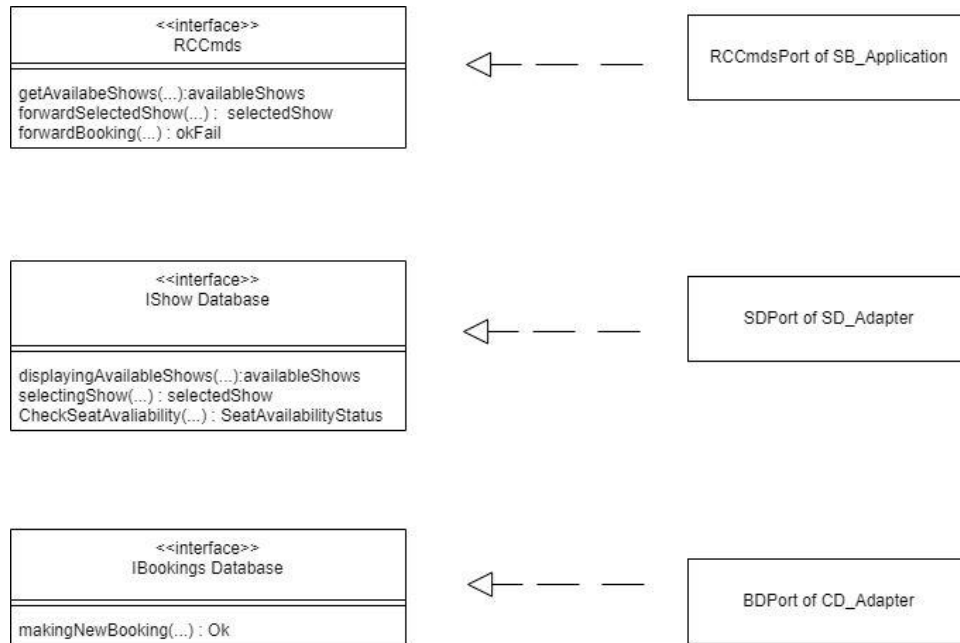 <<interface>>
RCCmds
getAvailabeShows(...):availableShows
forwardSelectedShow(...) : selectedShow
forwardBooking(...) : okFail
RCCmdsPort of SB_Application
<<interface>>
IShow Database
displayingAvailableShows(...):availableShows
selectingShow(...) : selectedShow
CheckSeatAvaliability(...) : SeatAvailabilityStatus
SDPort of SD_Adapter
<<interface>>
IBookings Database
makingNewBooking(...) : Ok
BDPort of CD_Adapter